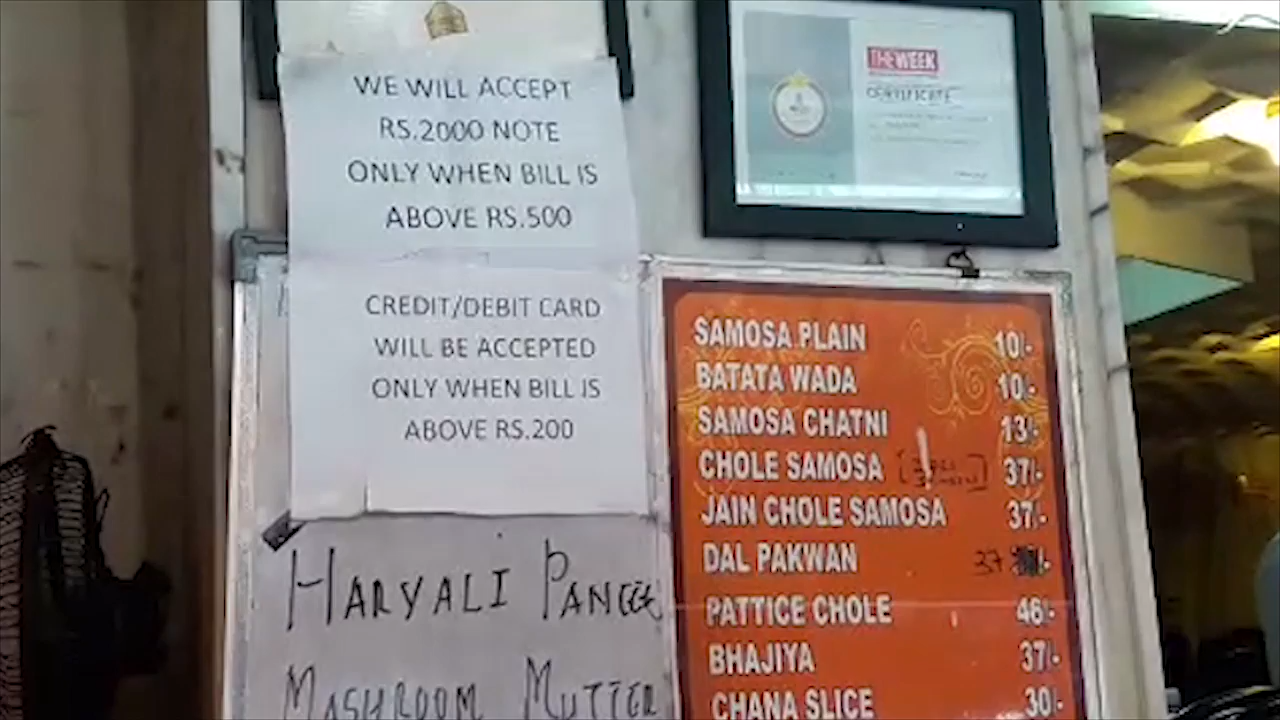 WE WILL ACCEPT
RS.2000 NOTE
ONLY WHEN BILL IS
ABOVE RS.500
CREDIT/DEBIT CARD
WILL BE ACCEPTED
ONLY WHEN BILL IS
ABOVE RS.200
HARYALI PANEER
MASHROOM MUTTER
THE WEEK
CERTIFICATE
SAMOSA PLAIN 10/-
BATATA WADA 10/-
SAMOSA CHATNI 13/-
CHOLE SAMOSA 37/-
JAIN CHOLE SAMOSA 37/-
DAL PAKWAN 37 /-
PATTICE CHOLE 46/-
BHAJIYA 37/-
CHANA SLICE 30/-